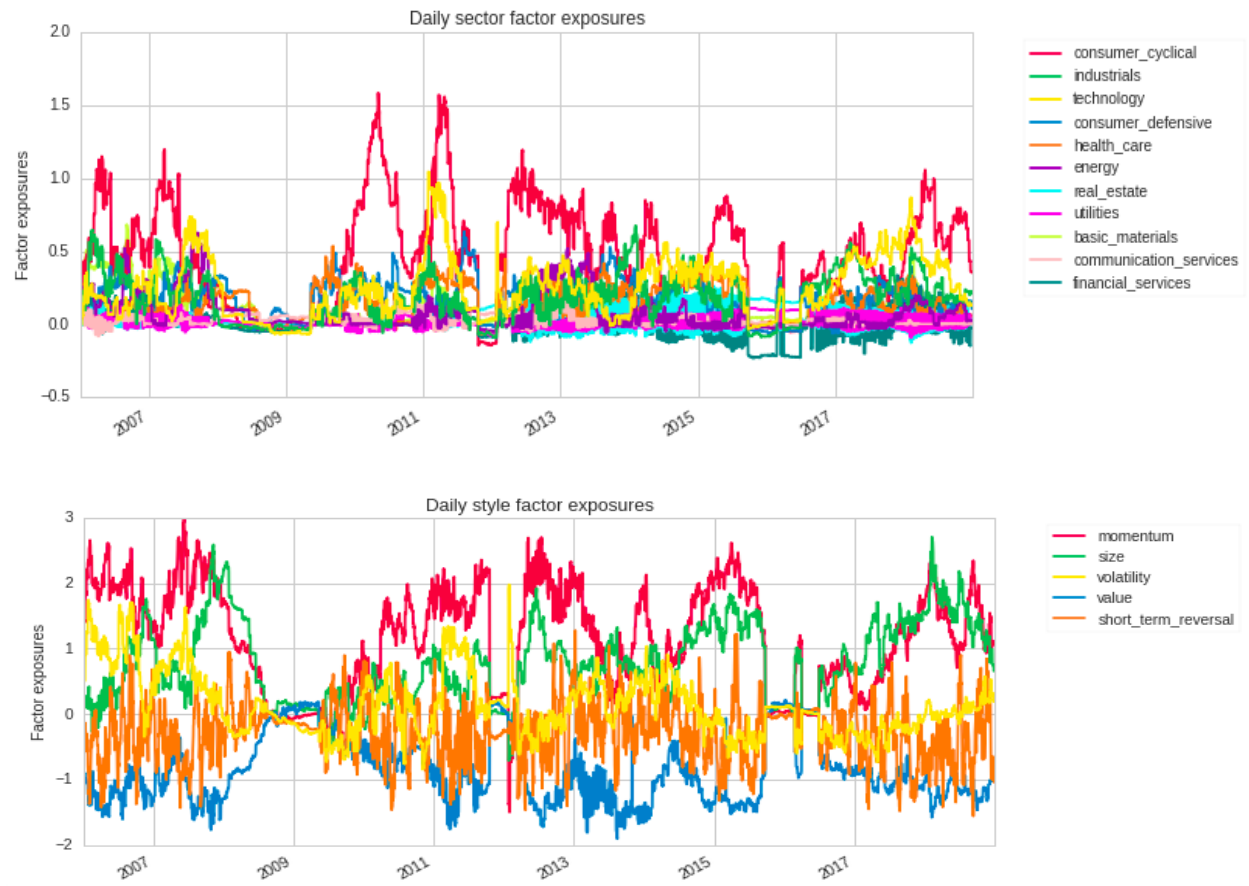 Daily sector factor exposures
Factor exposures
2.0
1.5
1.0
0.5
0.0
−0.5
2007
2009
2011
2013
2015
2017
consumer_cyclical
industrials
technology
consumer_defensive
health_care
energy
real_estate
utilities
basic_materials
communication_services
financial_services
Daily style factor exposures
Factor exposures
3
2
1
0
−1
−2
2007
2009
2011
2013
2015
2017
momentum
size
volatility
value
short_term_reversal